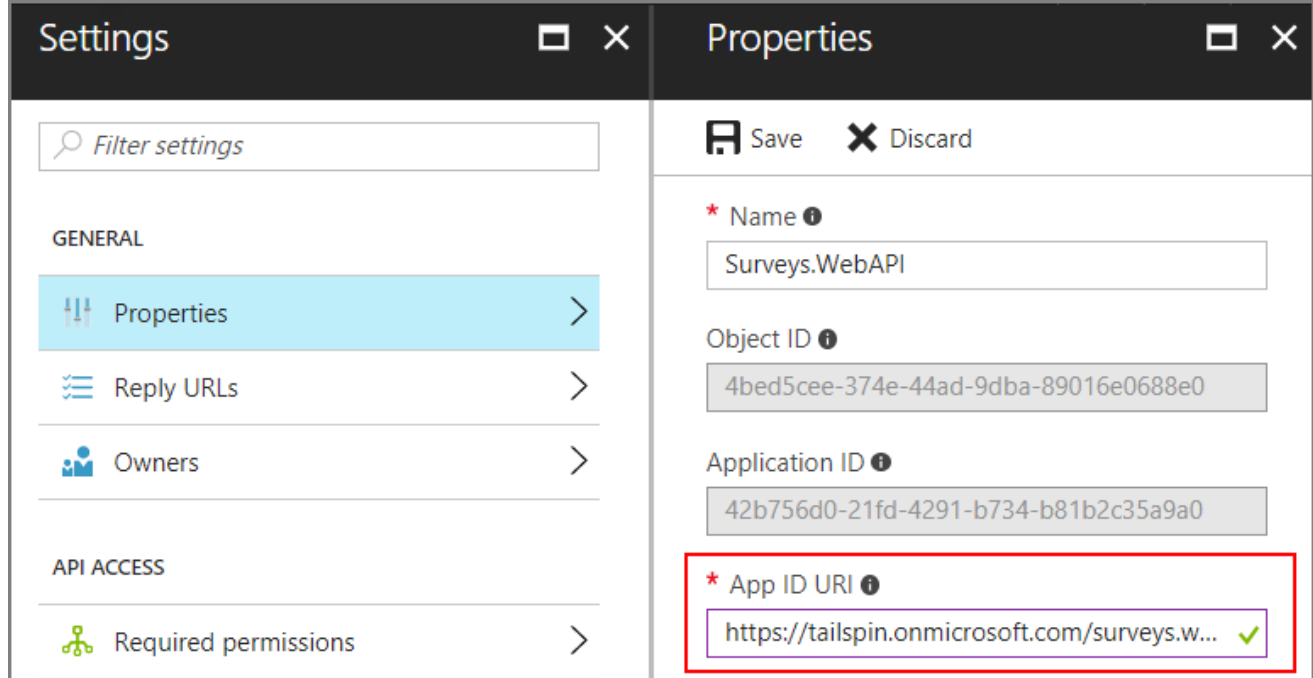 Settings
Filter settings
GENERAL
Properties
Reply URLs
Owners
API ACCESS
Required permissions
Properties
Save Discard
* Name
Surveys.WebAPI
Object ID
4bed5cee-374e-44ad-9dba-89016e0688e0
Application ID
42b756d0-21fd-4291-b734-b81b2c35a9a0
* App ID URI
https://tailspin.onmicrosoft.com/surveys.w...